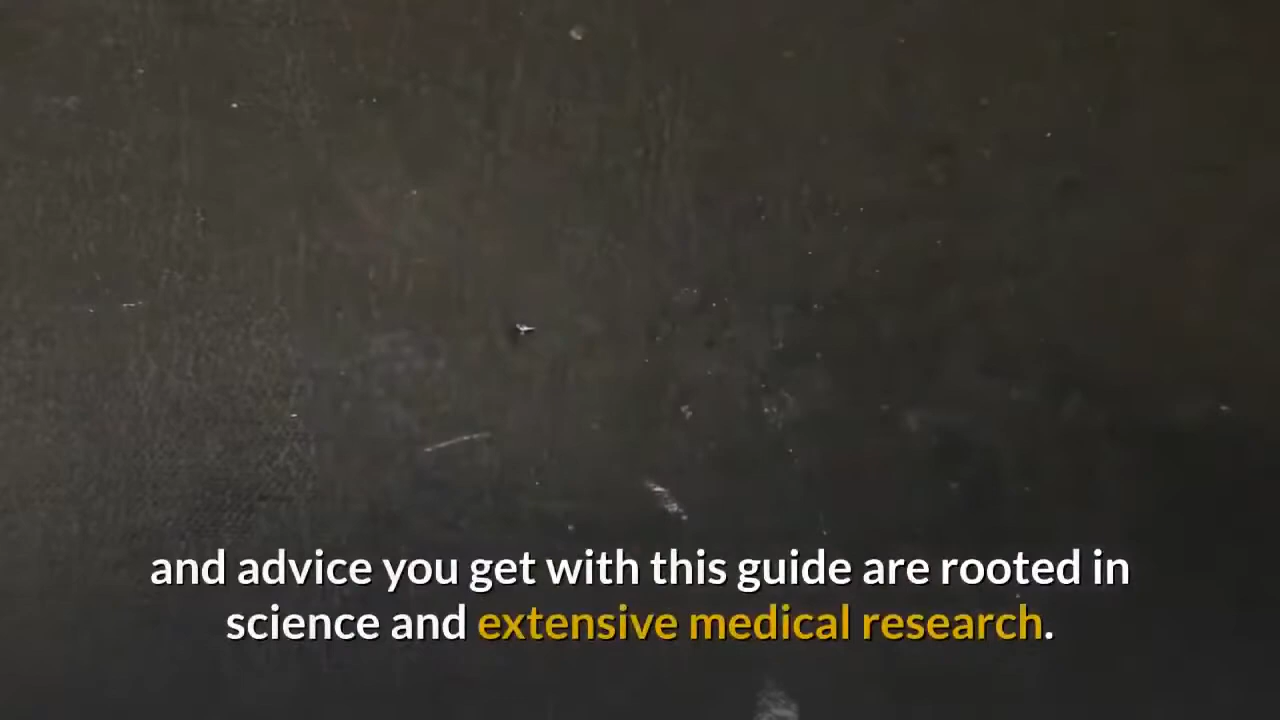 and advice you get with this guide are rooted in
science and extensive medical research.